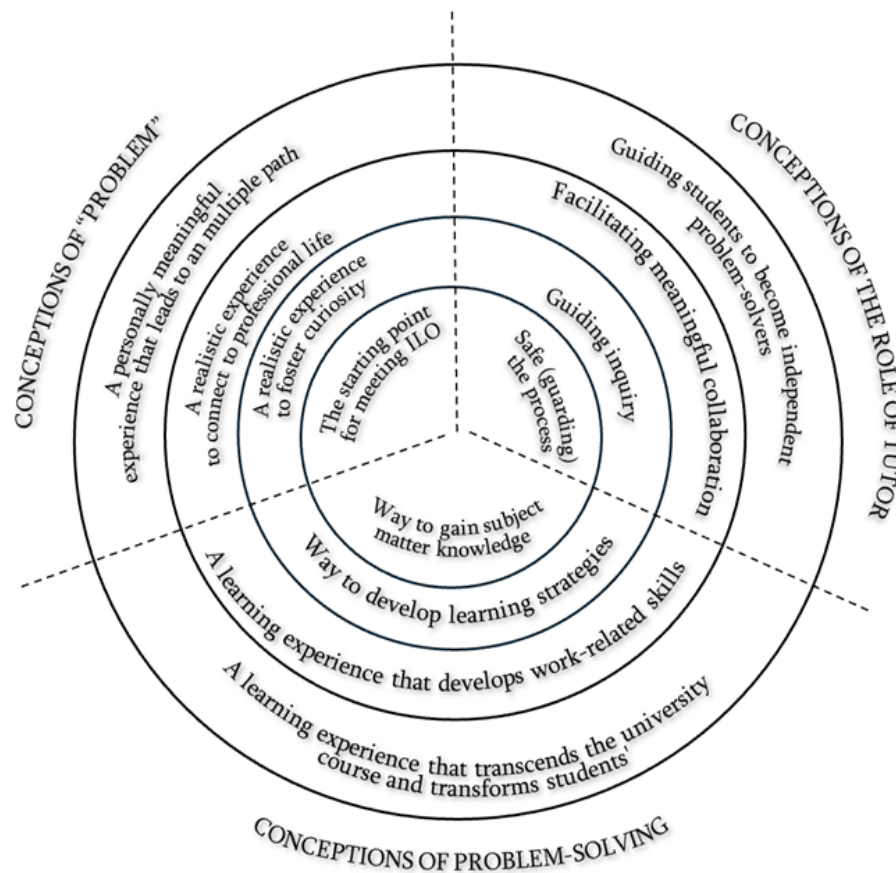 CONCEPTIONS OF "PROBLEM"
A personally meaningful
experience that leads to an multiple path
A realistic experience
to connect to professional life
A realistic experience
to foster curiosity
The starting point
for meeting ILO
CONCEPTIONS OF THE ROLE OF TUTOR
Guiding students to become independent
problem-solvers
Facilitating meaningful collaboration
Guiding inquiry
Safe (guarding)
the process
Way to gain subject
matter knowledge
Way to develop learning strategies
A learning experience that develops work-related skills
A learning experience that transcends the university
course and transforms students'
CONCEPTIONS OF PROBLEM-SOLVING